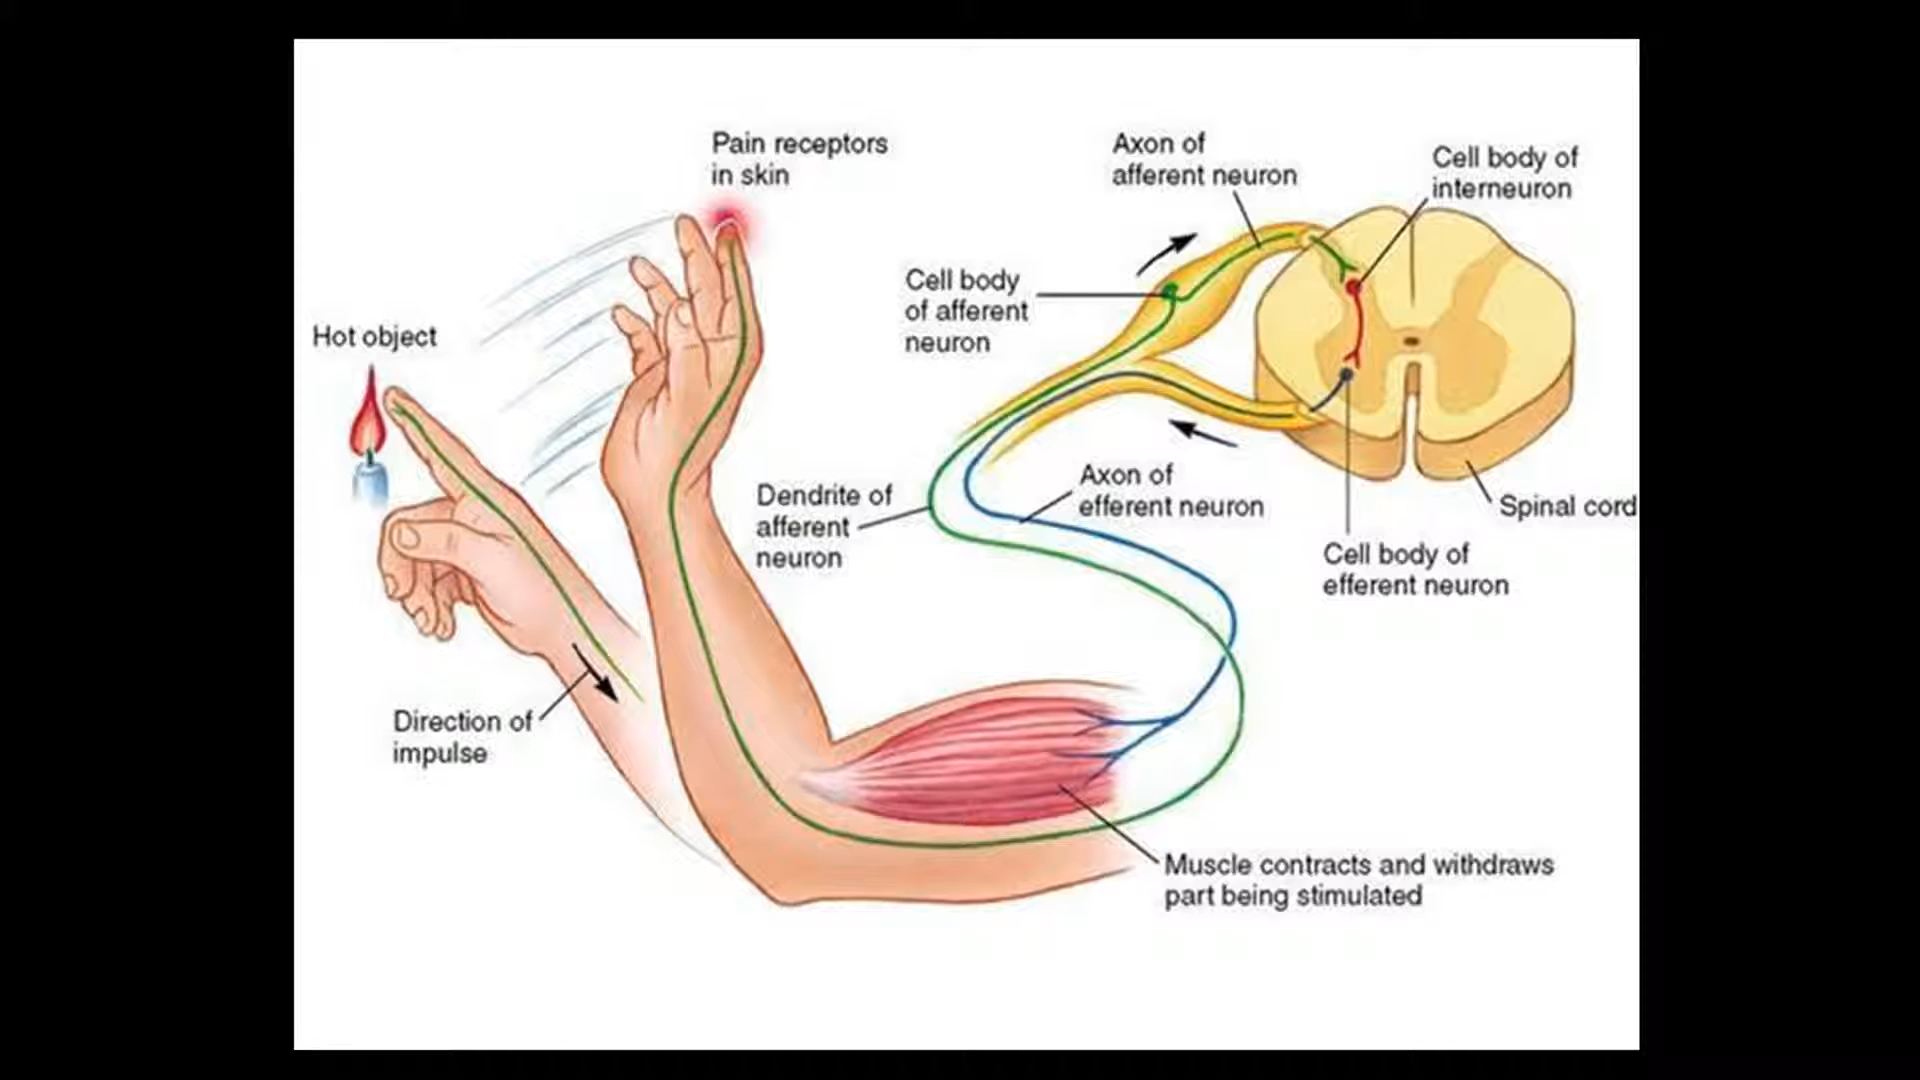 Pain receptors
in skin
Axon of
afferent neuron
Cell body of
interneuron
Cell body
of afferent
neuron
Hot object
Dendrite of
afferent
neuron
Axon of
efferent neuron
Spinal cord
Cell body of
efferent neuron
Direction of
impulse
Muscle contracts and withdraws
part being stimulated